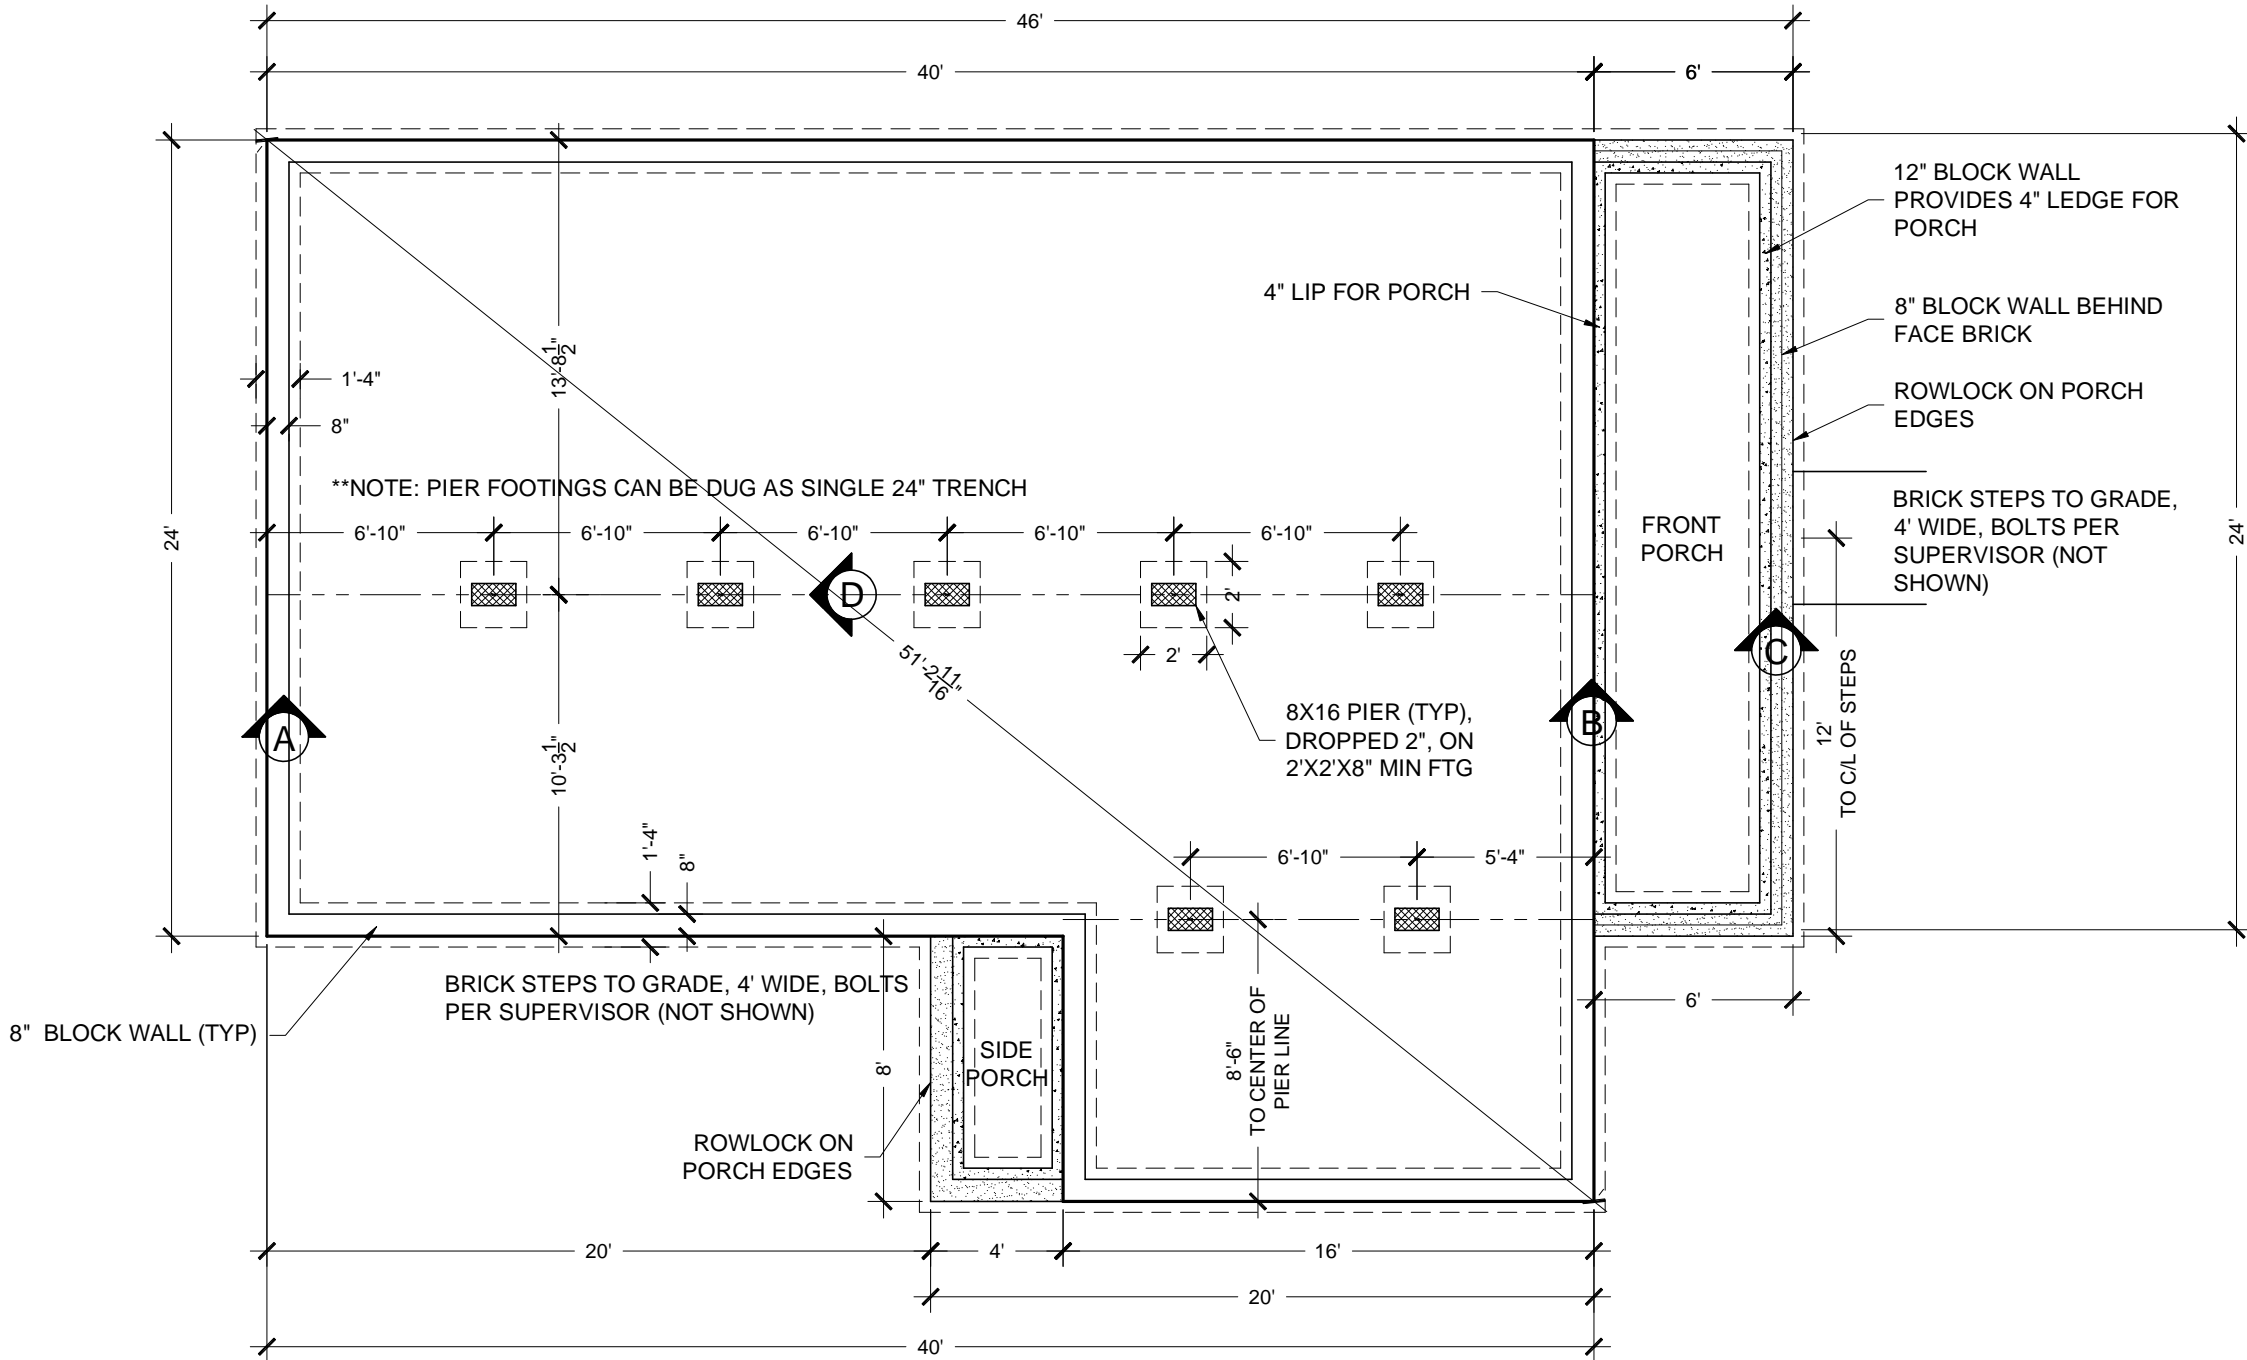 46'
40'
6'
12" BLOCK WALL
PROVIDES 4" LEDGE FOR
PORCH
4" LIP FOR PORCH
8" BLOCK WALL BEHIND
FACE BRICK
13'-8 1/2"
1'-4"
ROWLOCK ON PORCH
EDGES
8"
**NOTE: PIER FOOTINGS CAN BE DUG AS SINGLE 24" TRENCH
BRICK STEPS TO GRADE,
4' WIDE, BOLTS PER
SUPERVISOR (NOT
SHOWN)
24'
6'-10"
6'-10"
6'-10"
6'-10"
6'-10"
FRONT
PORCH
24'
D
2'
2'
C
51'-2 11/16"
12'
TO C/L OF STEPS
8X16 PIER (TYP),
DROPPED 2", ON
2'X2'X8" MIN FTG
A
B
10'-3 1/2"
1'-4"
8"
6'-10"
5'-4"
BRICK STEPS TO GRADE, 4' WIDE, BOLTS
PER SUPERVISOR (NOT SHOWN)
6'
8" BLOCK WALL (TYP)
SIDE
PORCH
8'
8'-6"
TO CENTER OF
PIER LINE
ROWLOCK ON
PORCH EDGES
20'
4'
16'
20'
40'